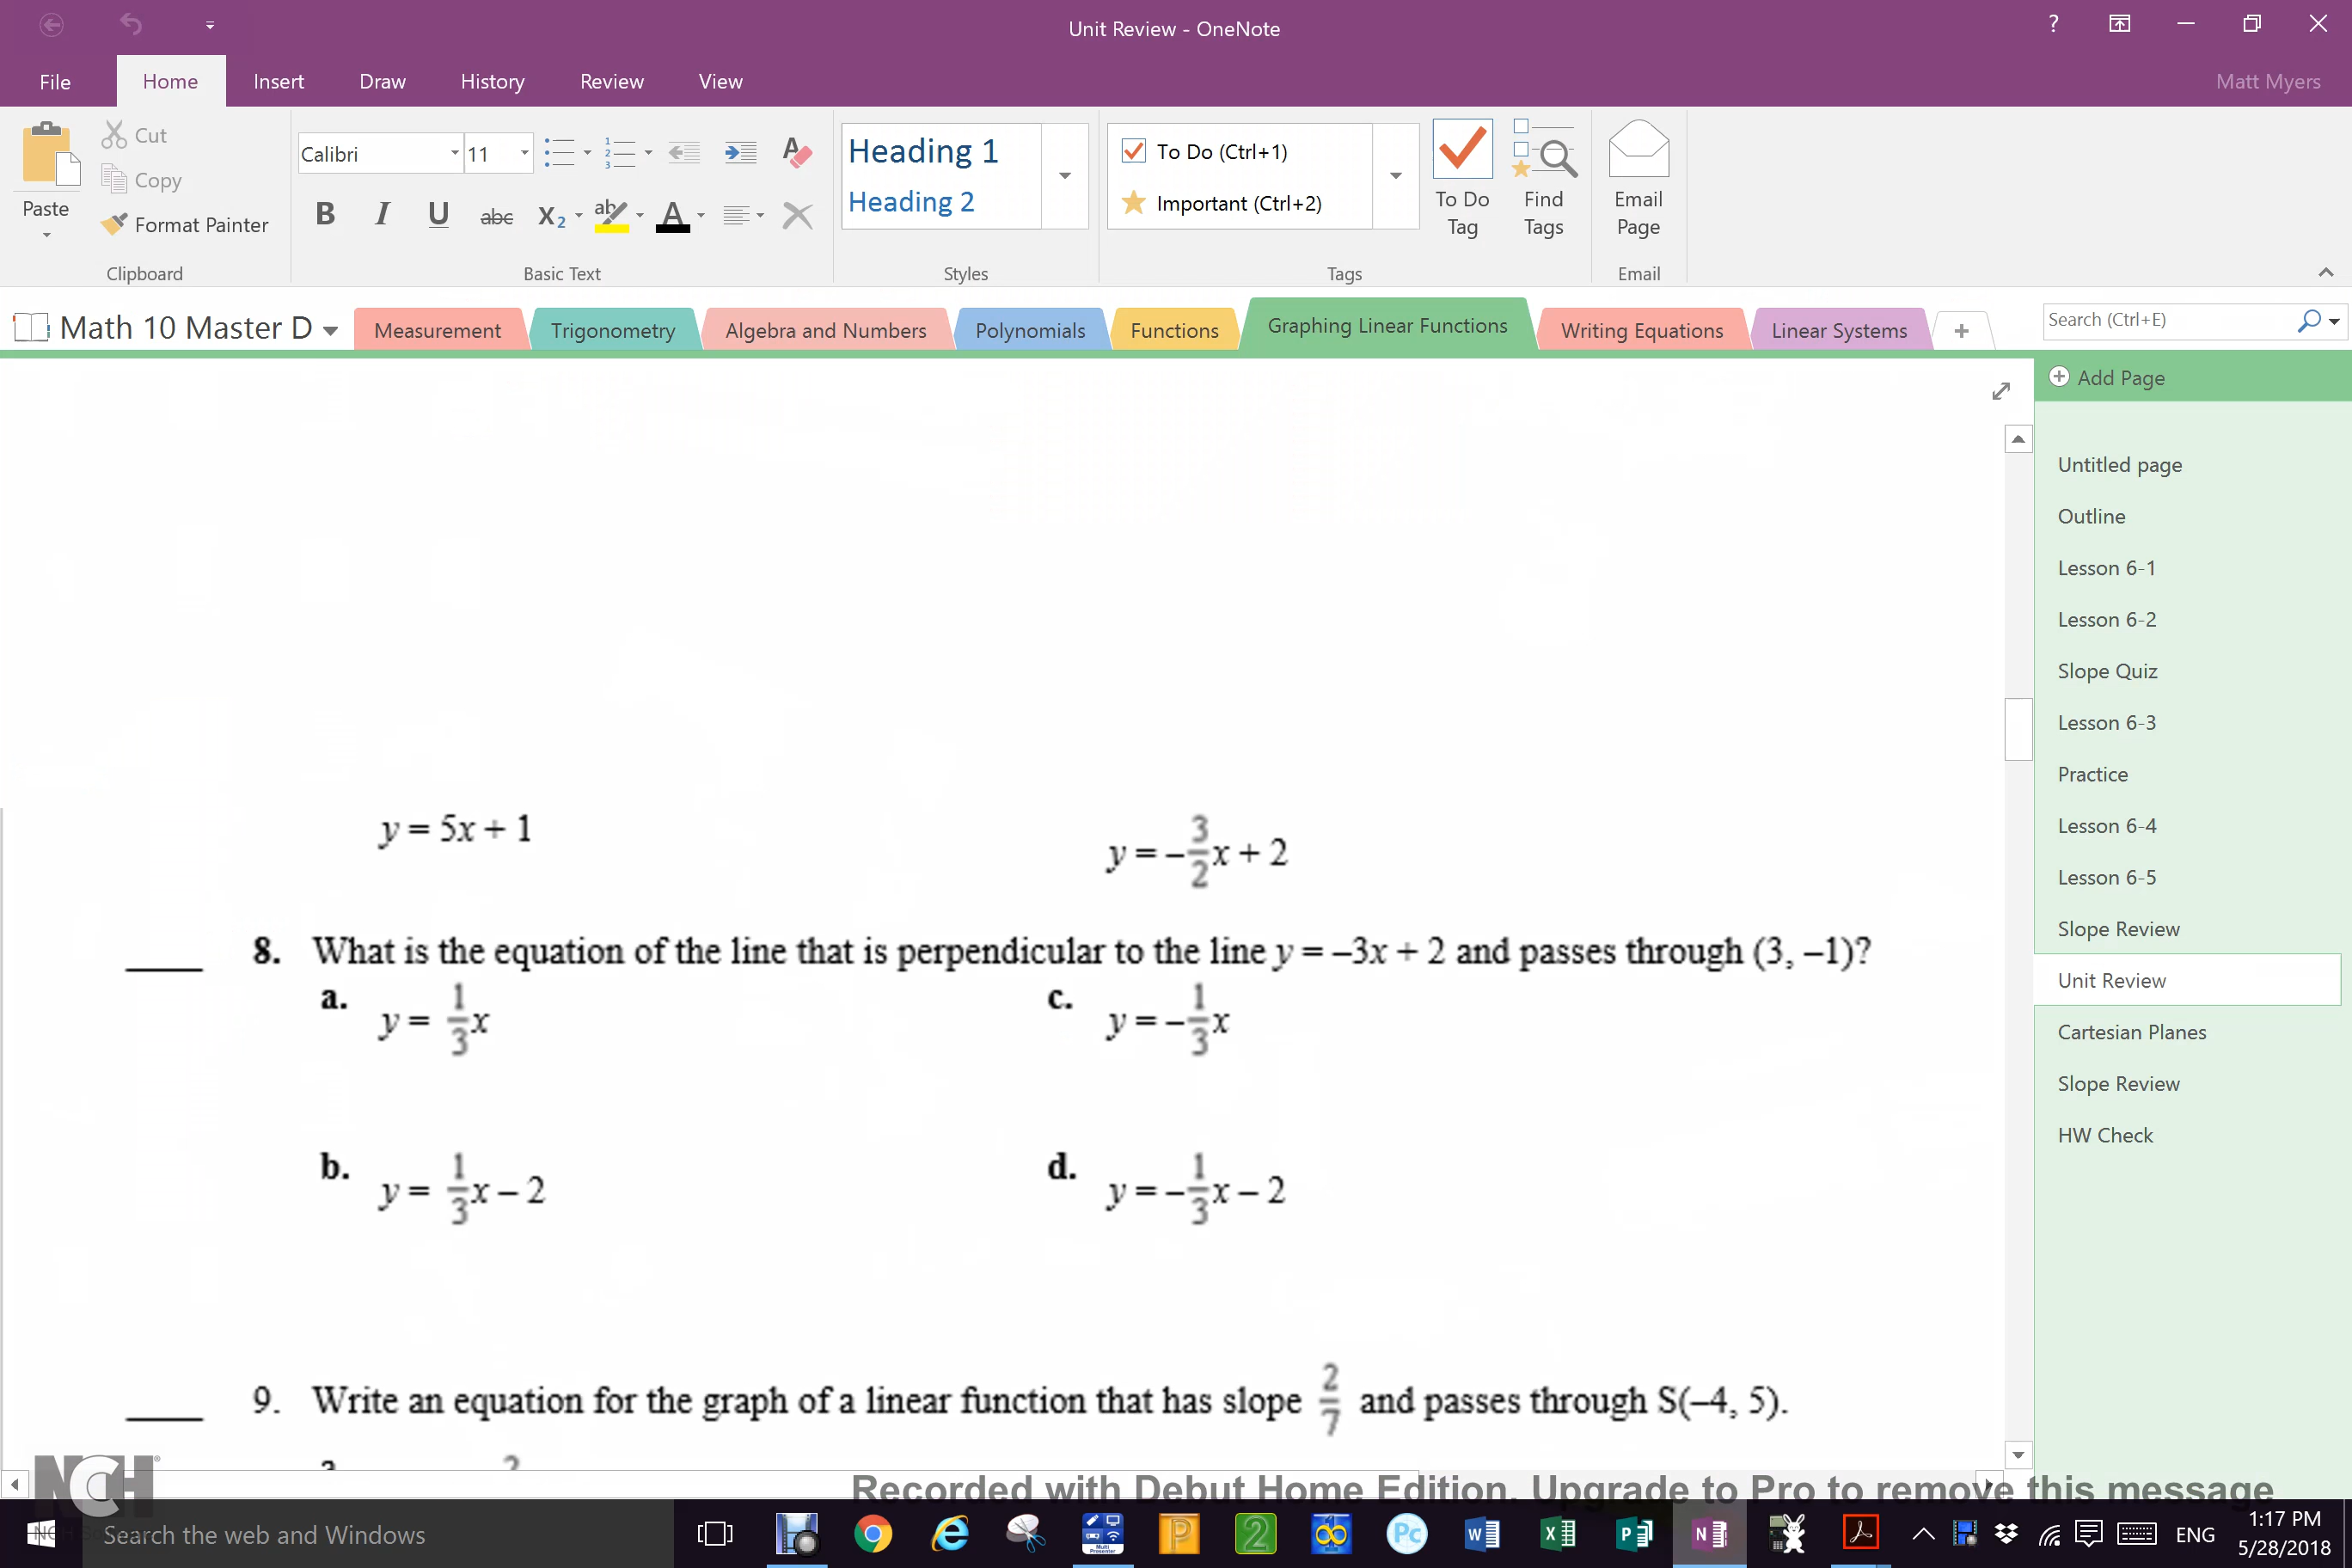 Unit Review - OneNote
?
File Home Insert Draw History Review View Matt Myers
Paste
Cut
Copy
Format Painter
Clipboard
Calibri 11
B I U abc X₂ ab A
Basic Text
Heading 1
Heading 2
Styles
To Do (Ctrl+1)
Important (Ctrl+2)
Tags
To Do
Tag
Find
Tags
Email
Page
Email
Math 10 Master D Measurement Trigonometry Algebra and Numbers Polynomials Functions Graphing Linear Functions Writing Equations Linear Systems + Search (Ctrl+E)
Add Page
Untitled page
Outline
Lesson 6-1
Lesson 6-2
Slope Quiz
Lesson 6-3
Practice
Lesson 6-4
Lesson 6-5
Slope Review
Unit Review
Cartesian Planes
Slope Review
HW Check
y = 5x + 1
y = –3/2x + 2
____ 8. What is the equation of the line that is perpendicular to the line y = –3x + 2 and passes through (3, –1)?
a. y = 1/3x
c. y = –1/3x
b. y = 1/3x – 2
d. y = –1/3x – 2
____ 9. Write an equation for the graph of a linear function that has slope 2/7 and passes through S(–4, 5).
NCH
Recorded with Debut Home Edition. Upgrade to Pro to remove this message
Search the web and Windows
ENG
1:17 PM
5/28/2018